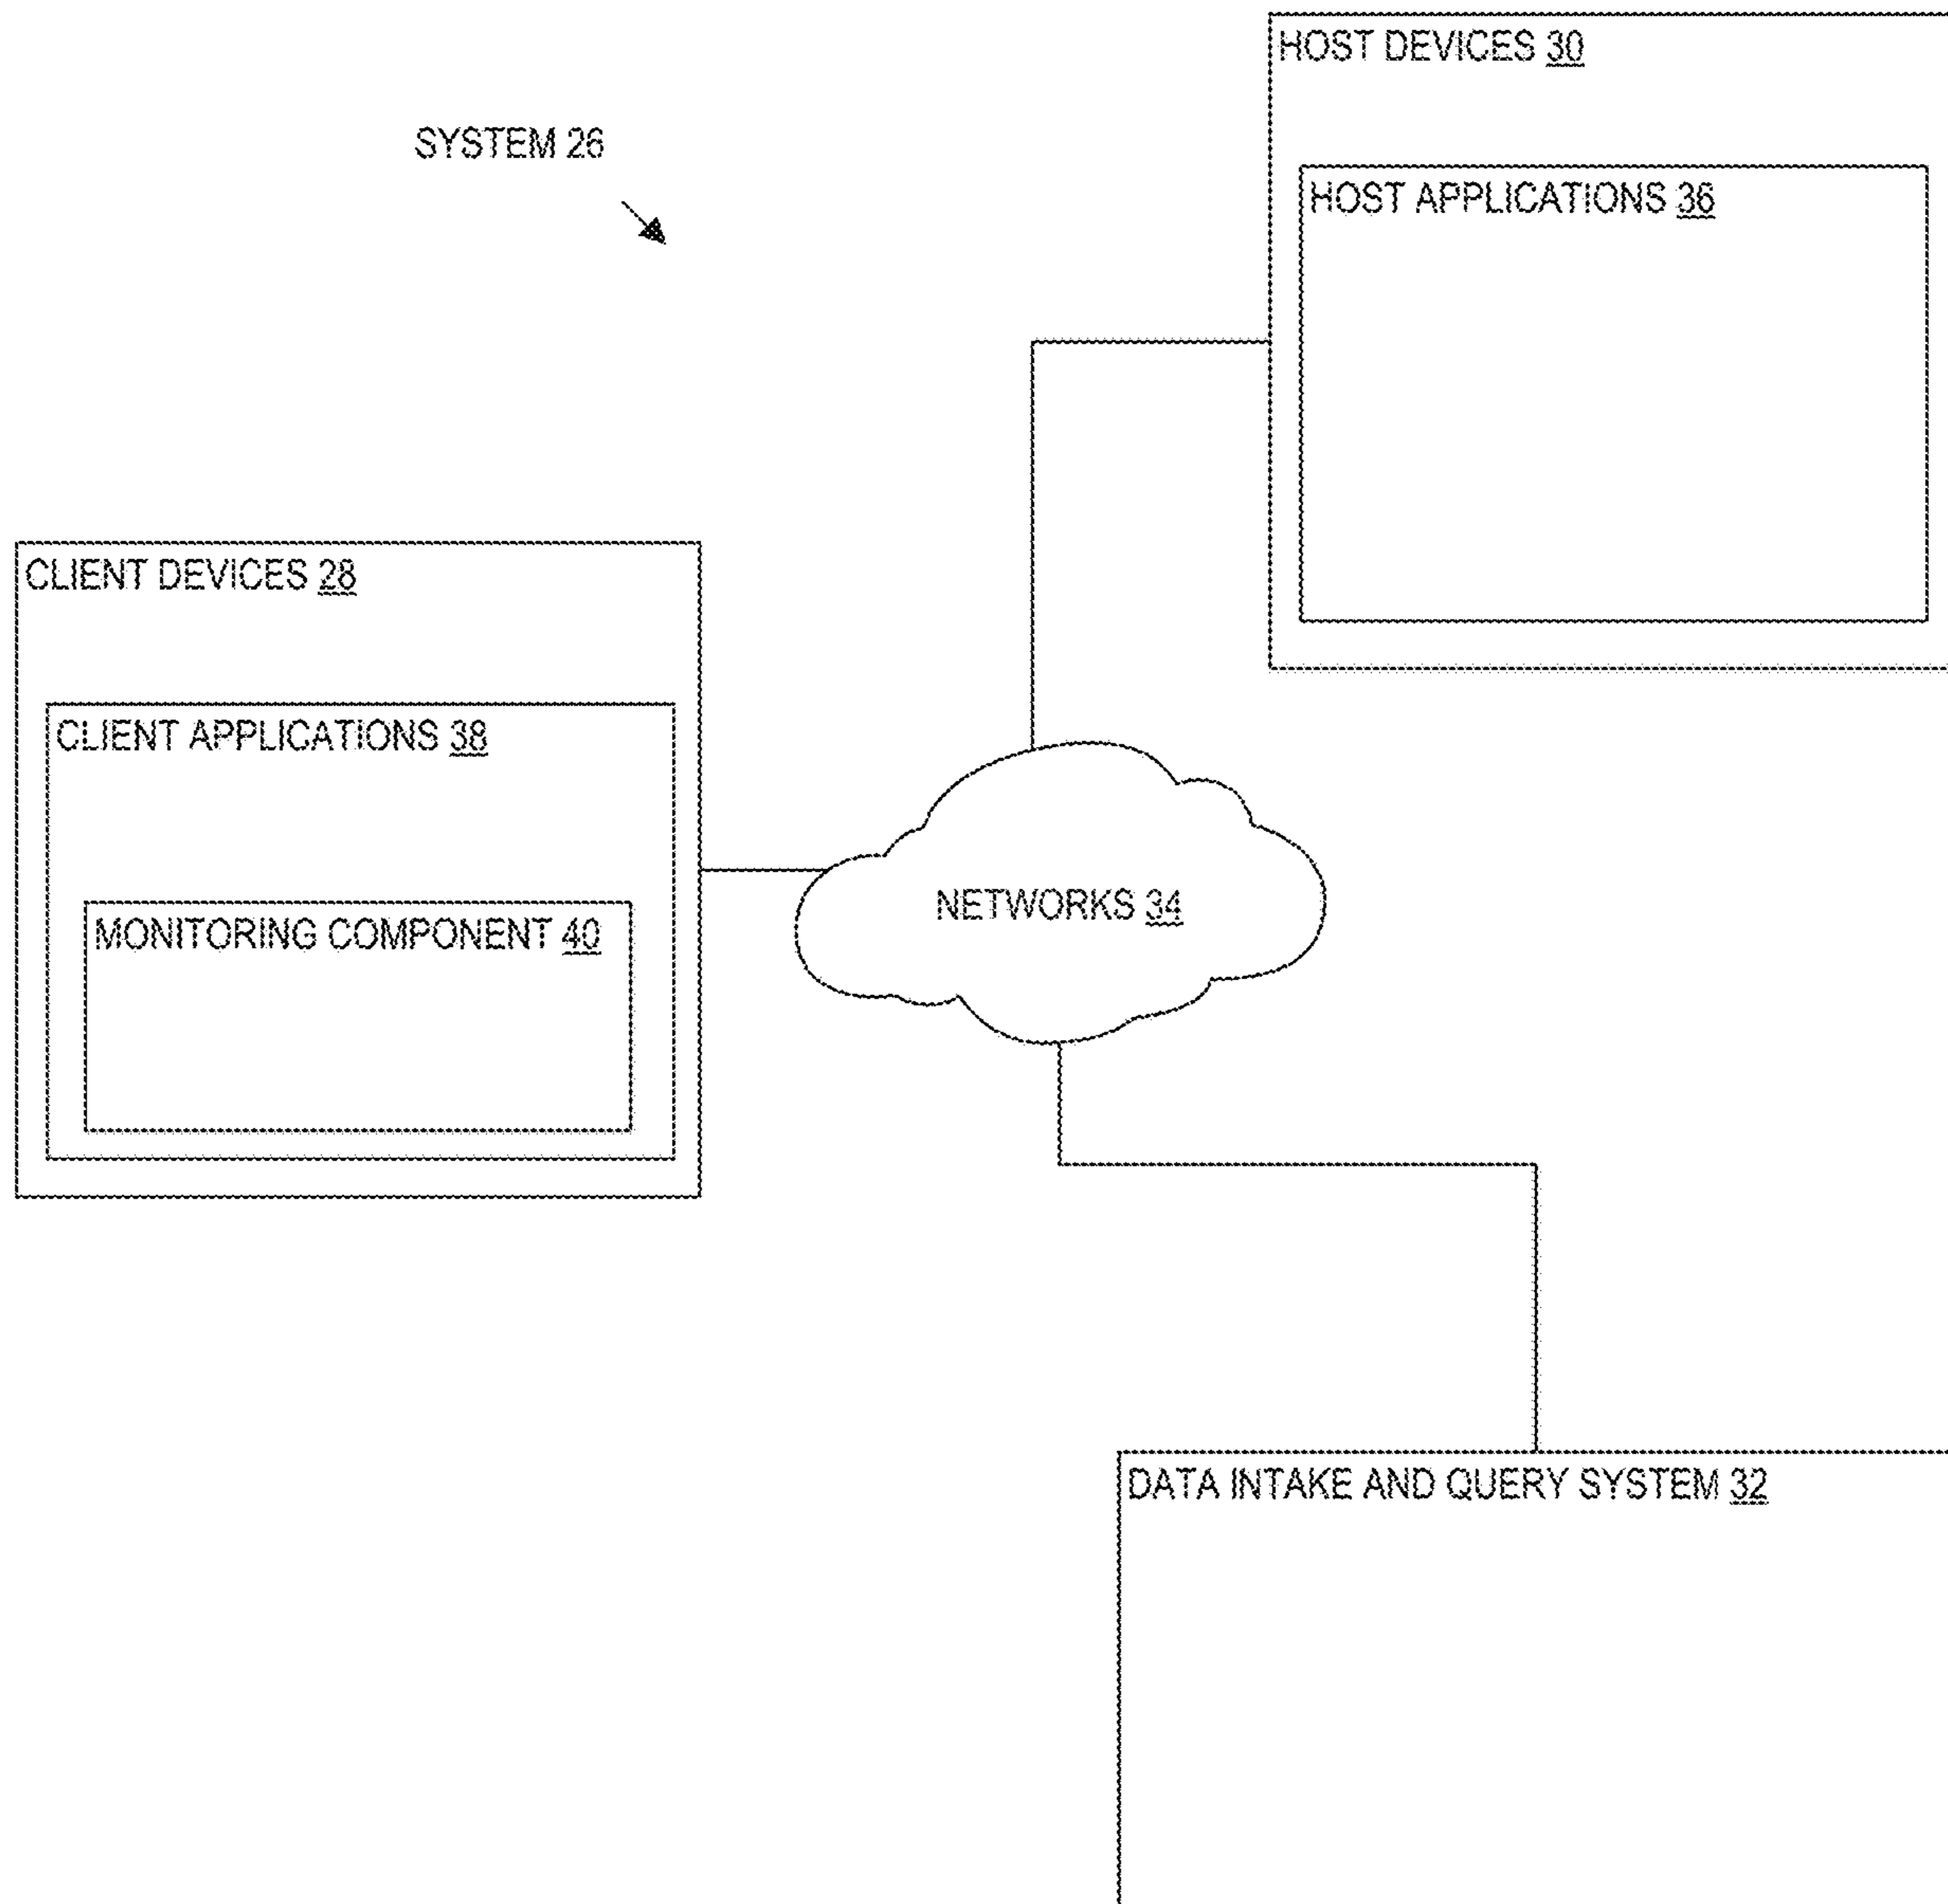 HOST DEVICES 30
SYSTEM 26
HOST APPLICATIONS 36
CLIENT DEVICES 28
CLIENT APPLICATIONS 38
NETWORKS 34
MONITORING COMPONENT 40
DATA INTAKE AND QUERY SYSTEM 32